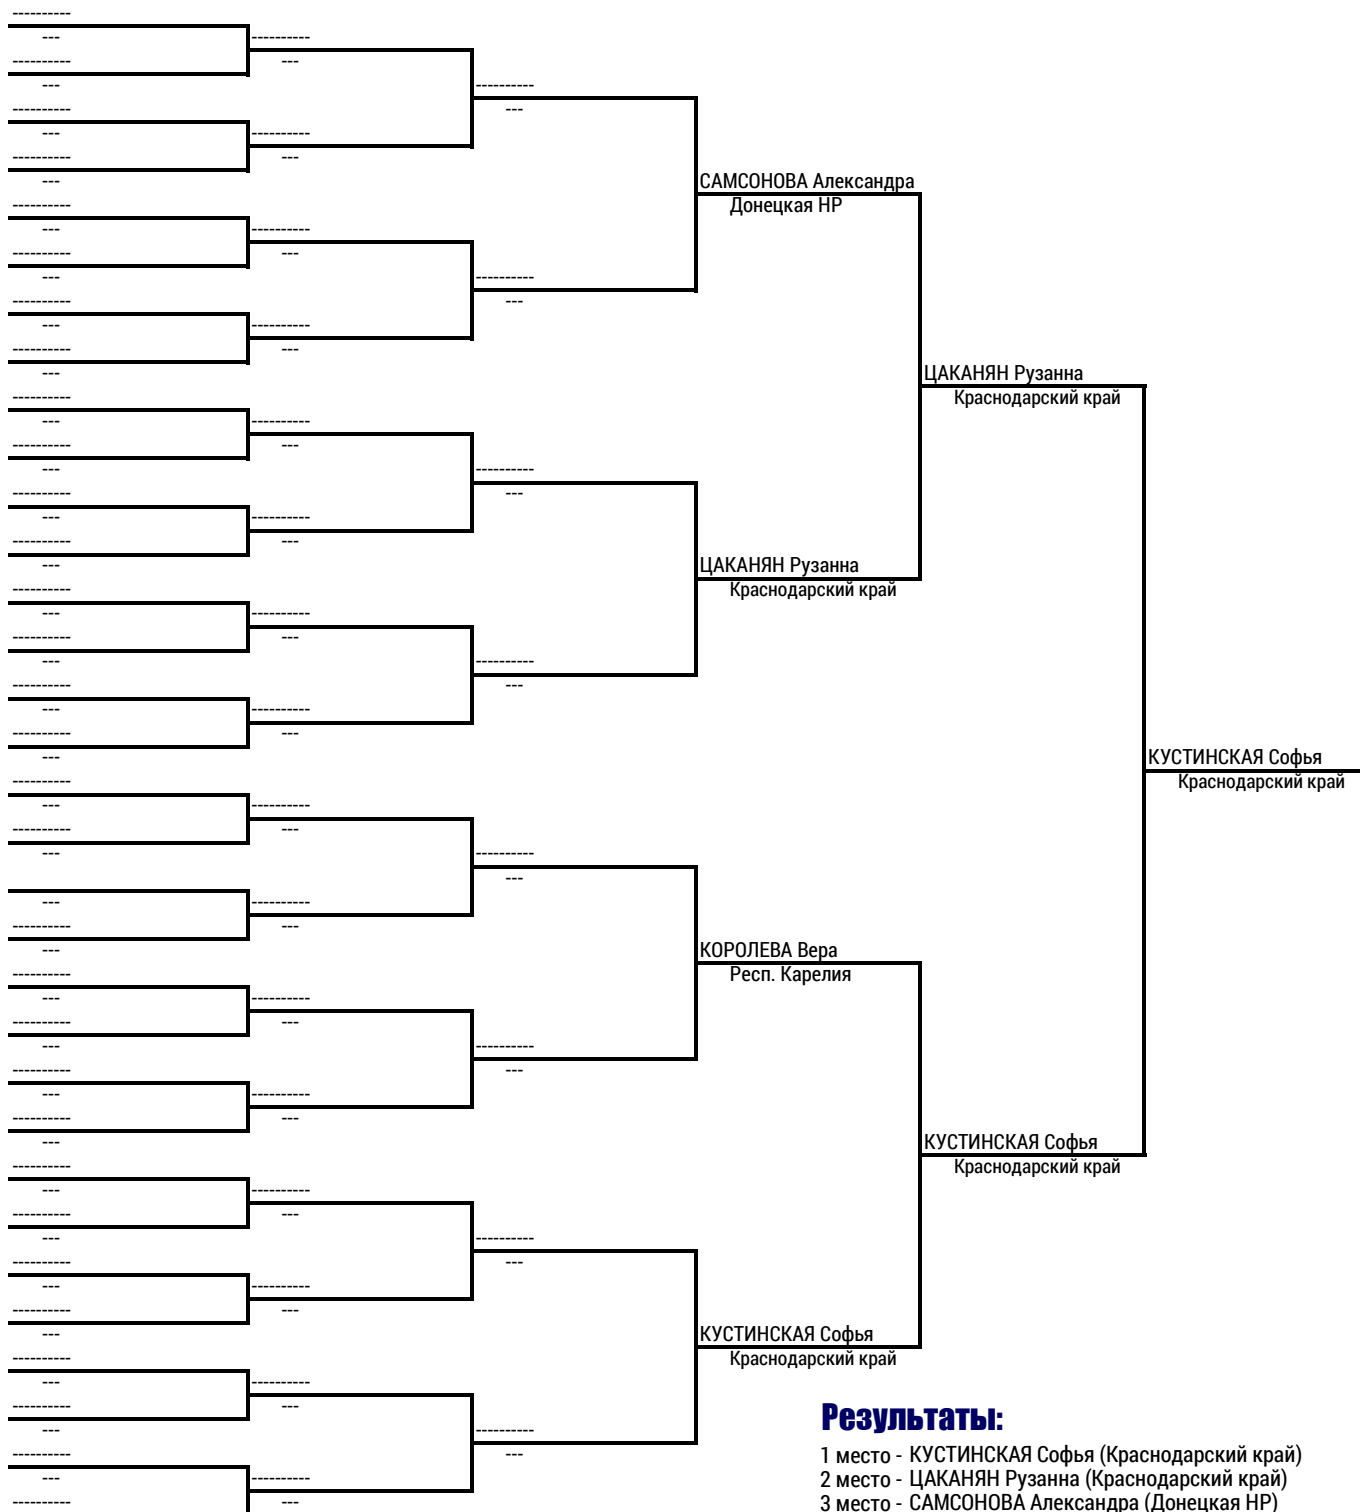 САМСОНОВА Александра
Донецкая НР
ЦАКАНЯН Рузанна
Краснодарский край
ЦАКАНЯН Рузанна
Краснодарский край
КУСТИНСКАЯ Софья
Краснодарский край
КОРОЛЕВА Вера
Респ. Карелия
КУСТИНСКАЯ Софья
Краснодарский край
КУСТИНСКАЯ Софья
Краснодарский край
Результаты:
1 место - КУСТИНСКАЯ Софья (Краснодарский край)
2 место - ЦАКАНЯН Рузанна (Краснодарский край)
3 место - САМСОНОВА Александра (Донецкая НР)